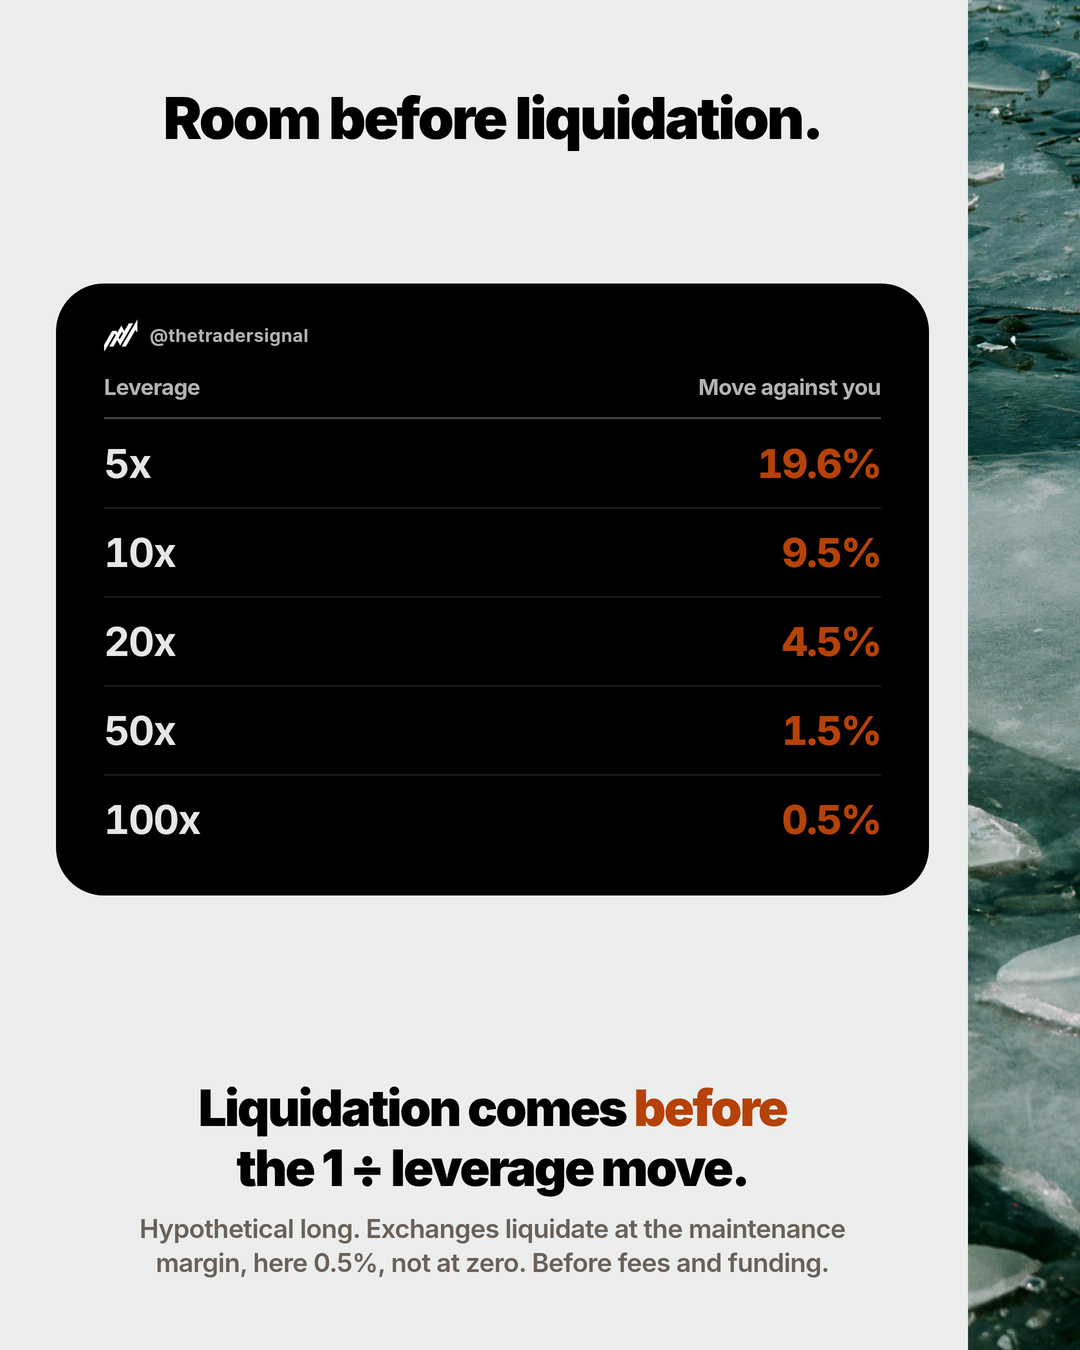 Room before liquidation.
@thetradersignal
Leverage Move against you
5x 19.6%
10x 9.5%
20x 4.5%
50x 1.5%
100x 0.5%
Liquidation comes before
the 1 ÷ leverage move.
Hypothetical long. Exchanges liquidate at the maintenance
margin, here 0.5%, not at zero. Before fees and funding.